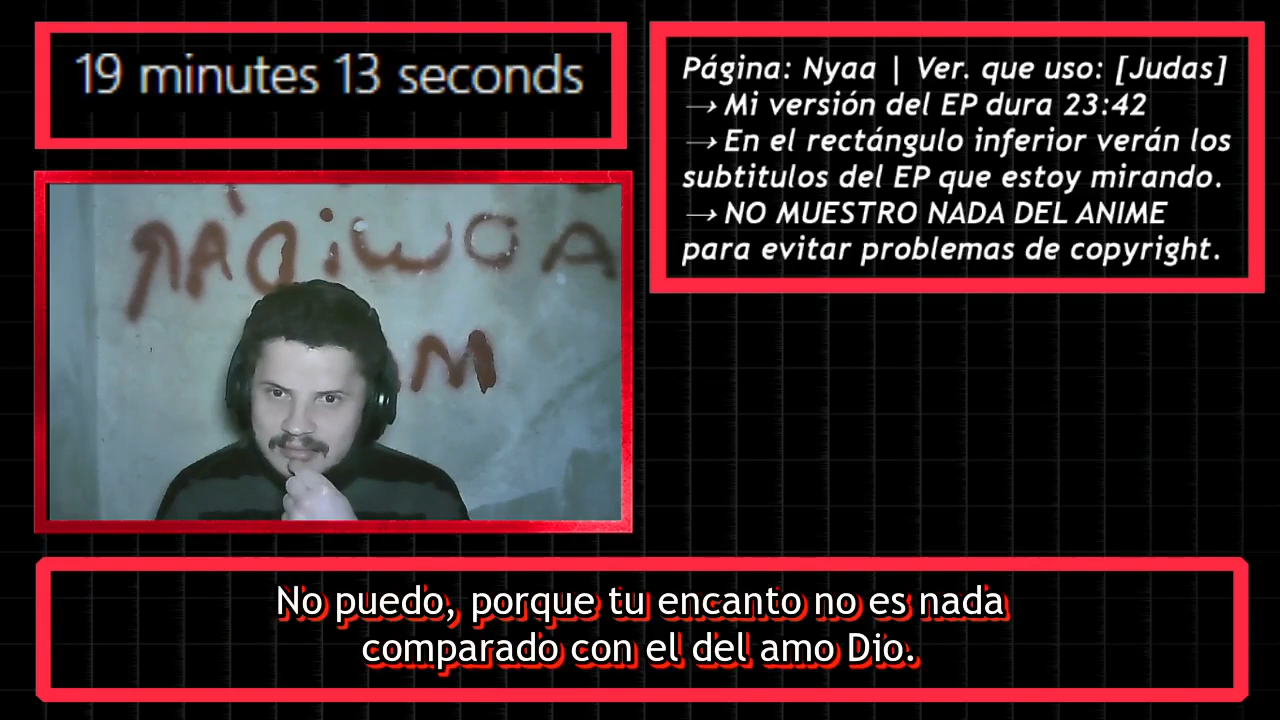 19 minutes 13 seconds
Página: Nyaa | Ver. que uso: [Judas]
→ Mi versión del EP dura 23:42
→ En el rectángulo inferior verán los
subtitulos del EP que estoy mirando.
→ NO MUESTRO NADA DEL ANIME
para evitar problemas de copyright.
No puedo, porque tu encanto no es nada
comparado con el del amo Dio.